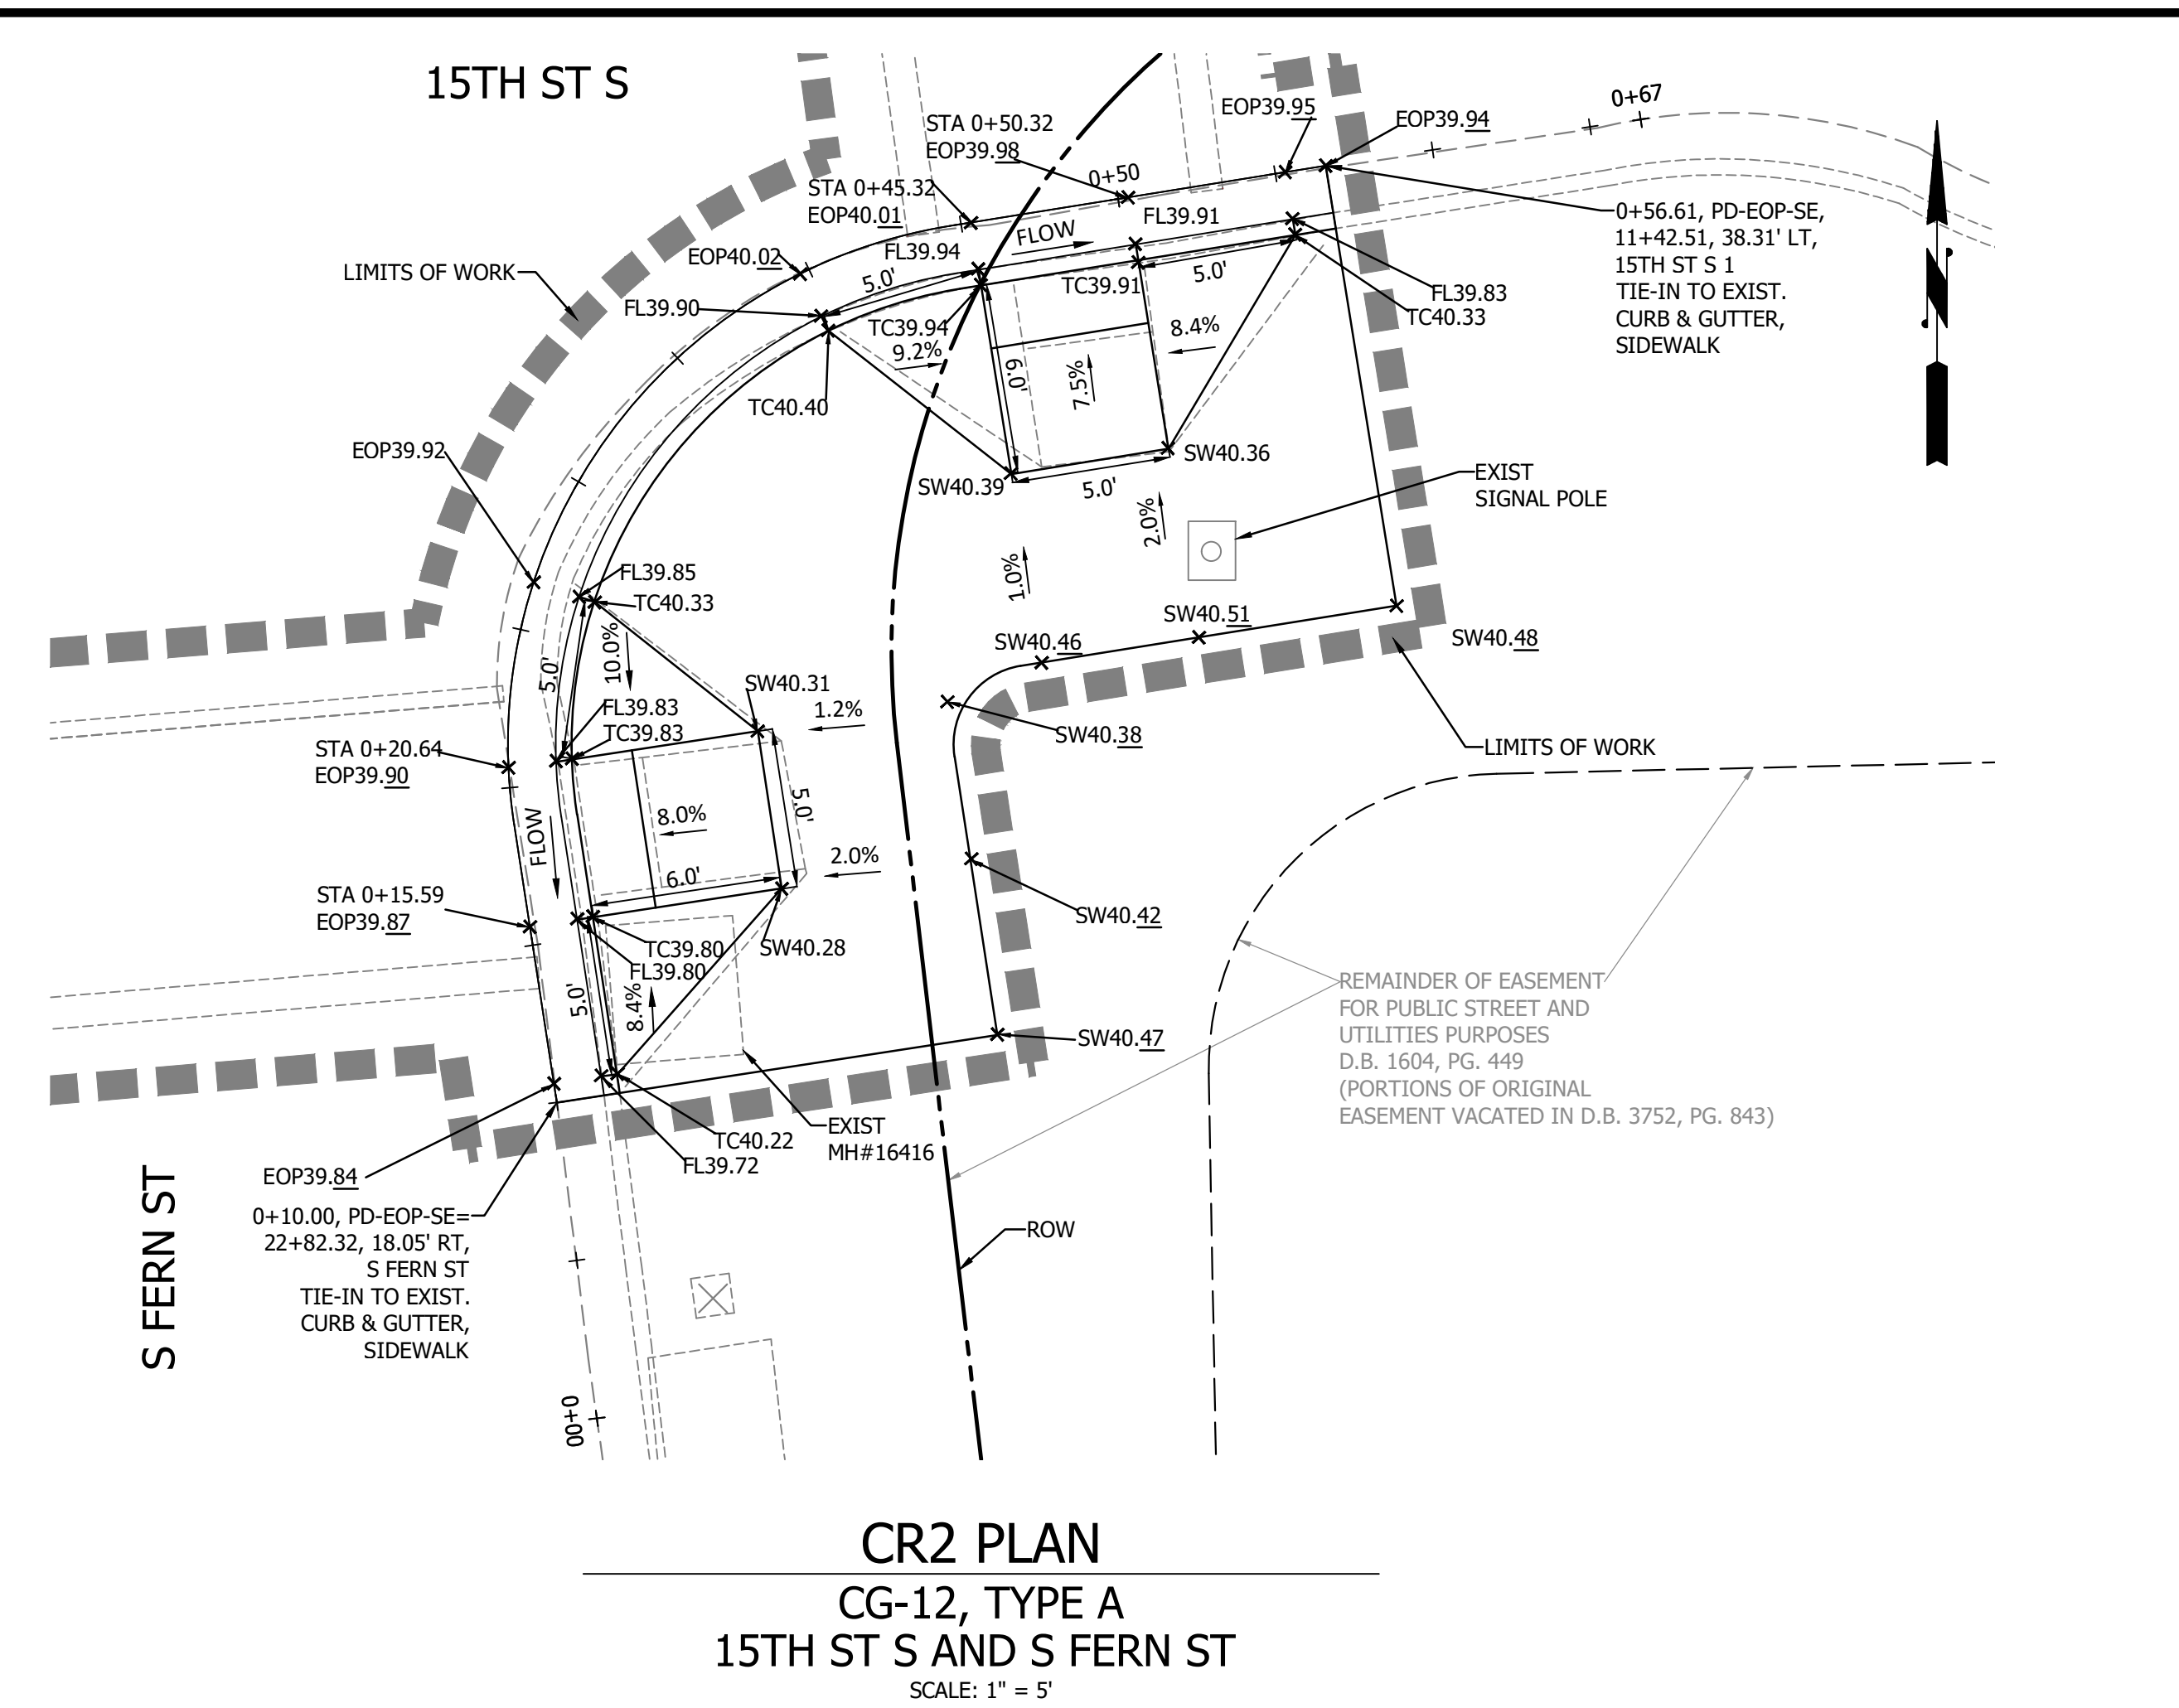 15TH ST S
STA 0+50.32
EOP39.98
EOP39.95
EOP39.94
0+67
0+50
STA 0+45.32
EOP40.01
FL39.91
FLOW
0+56.61, PD-EOP-SE,
11+42.51, 38.31' LT,
15TH ST S 1
TIE-IN TO EXIST.
CURB & GUTTER,
SIDEWALK
LIMITS OF WORK
EOP40.02
FL39.94
5.0'
TC39.91
5.0'
FL39.83
TC40.33
FL39.90
TC39.94
9.2%
8.4%
6.0'
7.5%
TC40.40
EOP39.92
SW40.39
5.0'
SW40.36
EXIST
SIGNAL POLE
2.0%
1.0%
FL39.85
TC40.33
10.0%
5.0'
SW40.46
SW40.51
SW40.48
SW40.31
1.2%
FL39.83
TC39.83
SW40.38
LIMITS OF WORK
STA 0+20.64
EOP39.90
FLOW
8.0%
5.0'
2.0%
6.0'
STA 0+15.59
EOP39.87
SW40.42
TC39.80
FL39.80
SW40.28
5.0'
8.4%
SW40.47
REMAINDER OF EASEMENT
FOR PUBLIC STREET AND
UTILITIES PURPOSES
D.B. 1604, PG. 449
(PORTIONS OF ORIGINAL
EASEMENT VACATED IN D.B. 3752, PG. 843)
EXIST
MH#16416
TC40.22
FL39.72
EOP39.84
0+10.00, PD-EOP-SE=
22+82.32, 18.05' RT,
S FERN ST
TIE-IN TO EXIST.
CURB & GUTTER,
SIDEWALK
S FERN ST
ROW
0+00
N
CR2 PLAN
CG-12, TYPE A
15TH ST S AND S FERN ST
SCALE: 1" = 5'